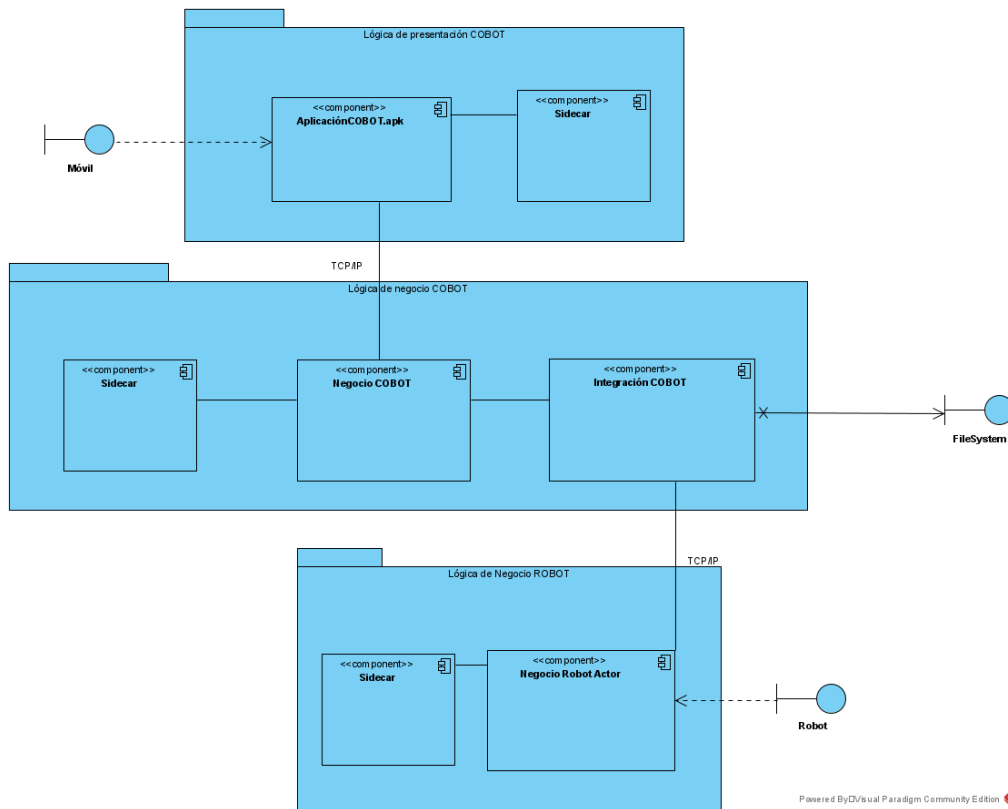 Lógica de presentación COBOT
<<component>>
AplicaciónCOBOT.apk
<<component>>
Sidecar
Móvil
TCP/IP
Lógica de negocio COBOT
<<component>>
Sidecar
<<component>>
Negocio COBOT
<<component>>
Integración COBOT
FileSystem
TCP/IP
Lógica de Negocio ROBOT
<<component>>
Sidecar
<<component>>
Negocio Robot Actor
Robot
Powered By□Visual Paradigm Community Edition